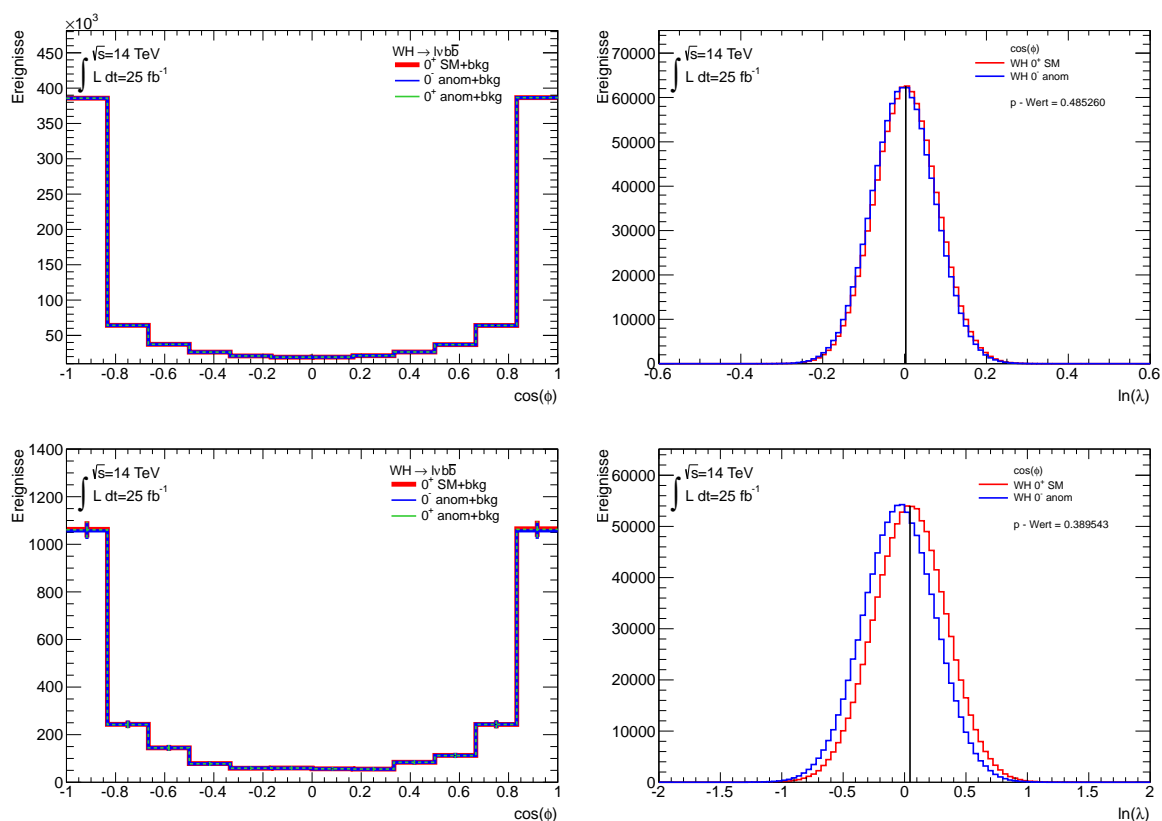 ×10³
Ereignisse
450
400
350
300
250
200
150
100
50
√s=14 TeV
∫ L dt=25 fb⁻¹
WH → lνbb̅
0⁺ SM+bkg
0⁻ anom+bkg
0⁺ anom+bkg
-1 -0.8 -0.6 -0.4 -0.2 0 0.2 0.4 0.6 0.8 1
cos(ϕ)
Ereignisse
70000
60000
50000
40000
30000
20000
10000
0
√s=14 TeV
∫ L dt=25 fb⁻¹
cos(ϕ)
WH 0⁺ SM
WH 0⁻ anom
p - Wert = 0.485260
-0.6 -0.4 -0.2 0 0.2 0.4 0.6
ln(λ)
Ereignisse
1400
1200
1000
800
600
400
200
0
√s=14 TeV
∫ L dt=25 fb⁻¹
WH → lνbb̅
0⁺ SM+bkg
0⁻ anom+bkg
0⁺ anom+bkg
-1 -0.8 -0.6 -0.4 -0.2 0 0.2 0.4 0.6 0.8 1
cos(ϕ)
Ereignisse
60000
50000
40000
30000
20000
10000
0
√s=14 TeV
∫ L dt=25 fb⁻¹
cos(ϕ)
WH 0⁺ SM
WH 0⁻ anom
p - Wert = 0.389543
-2 -1.5 -1 -0.5 0 0.5 1 1.5 2
ln(λ)